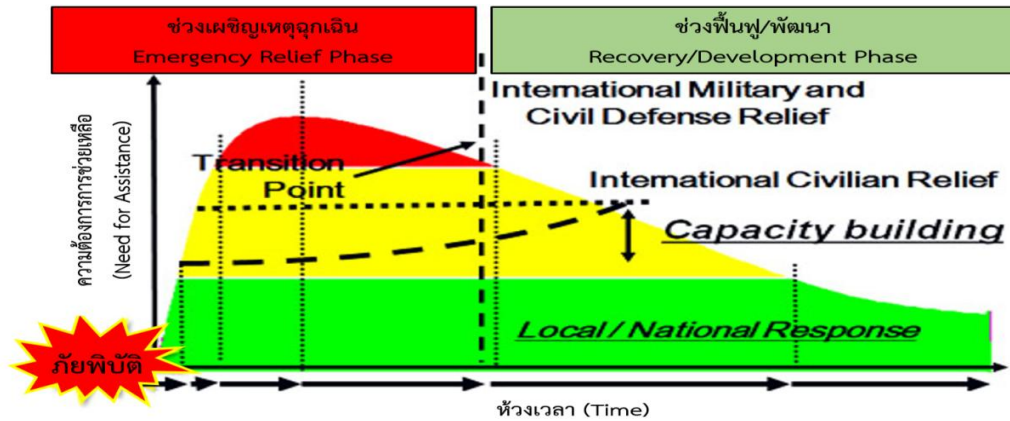 ช่วงเผชิญเหตุฉุกเฉิน
Emergency Relief Phase
ช่วงฟื้นฟู/พัฒนา
Recovery/Development Phase
International Military and
Civil Defense Relief
Transition
Point
International Civilian Relief
Capacity building
Local / National Response
ความต้องการการช่วยเหลือ
(Need for Assistance)
ภัยพิบัติ
ห้วงเวลา (Time)